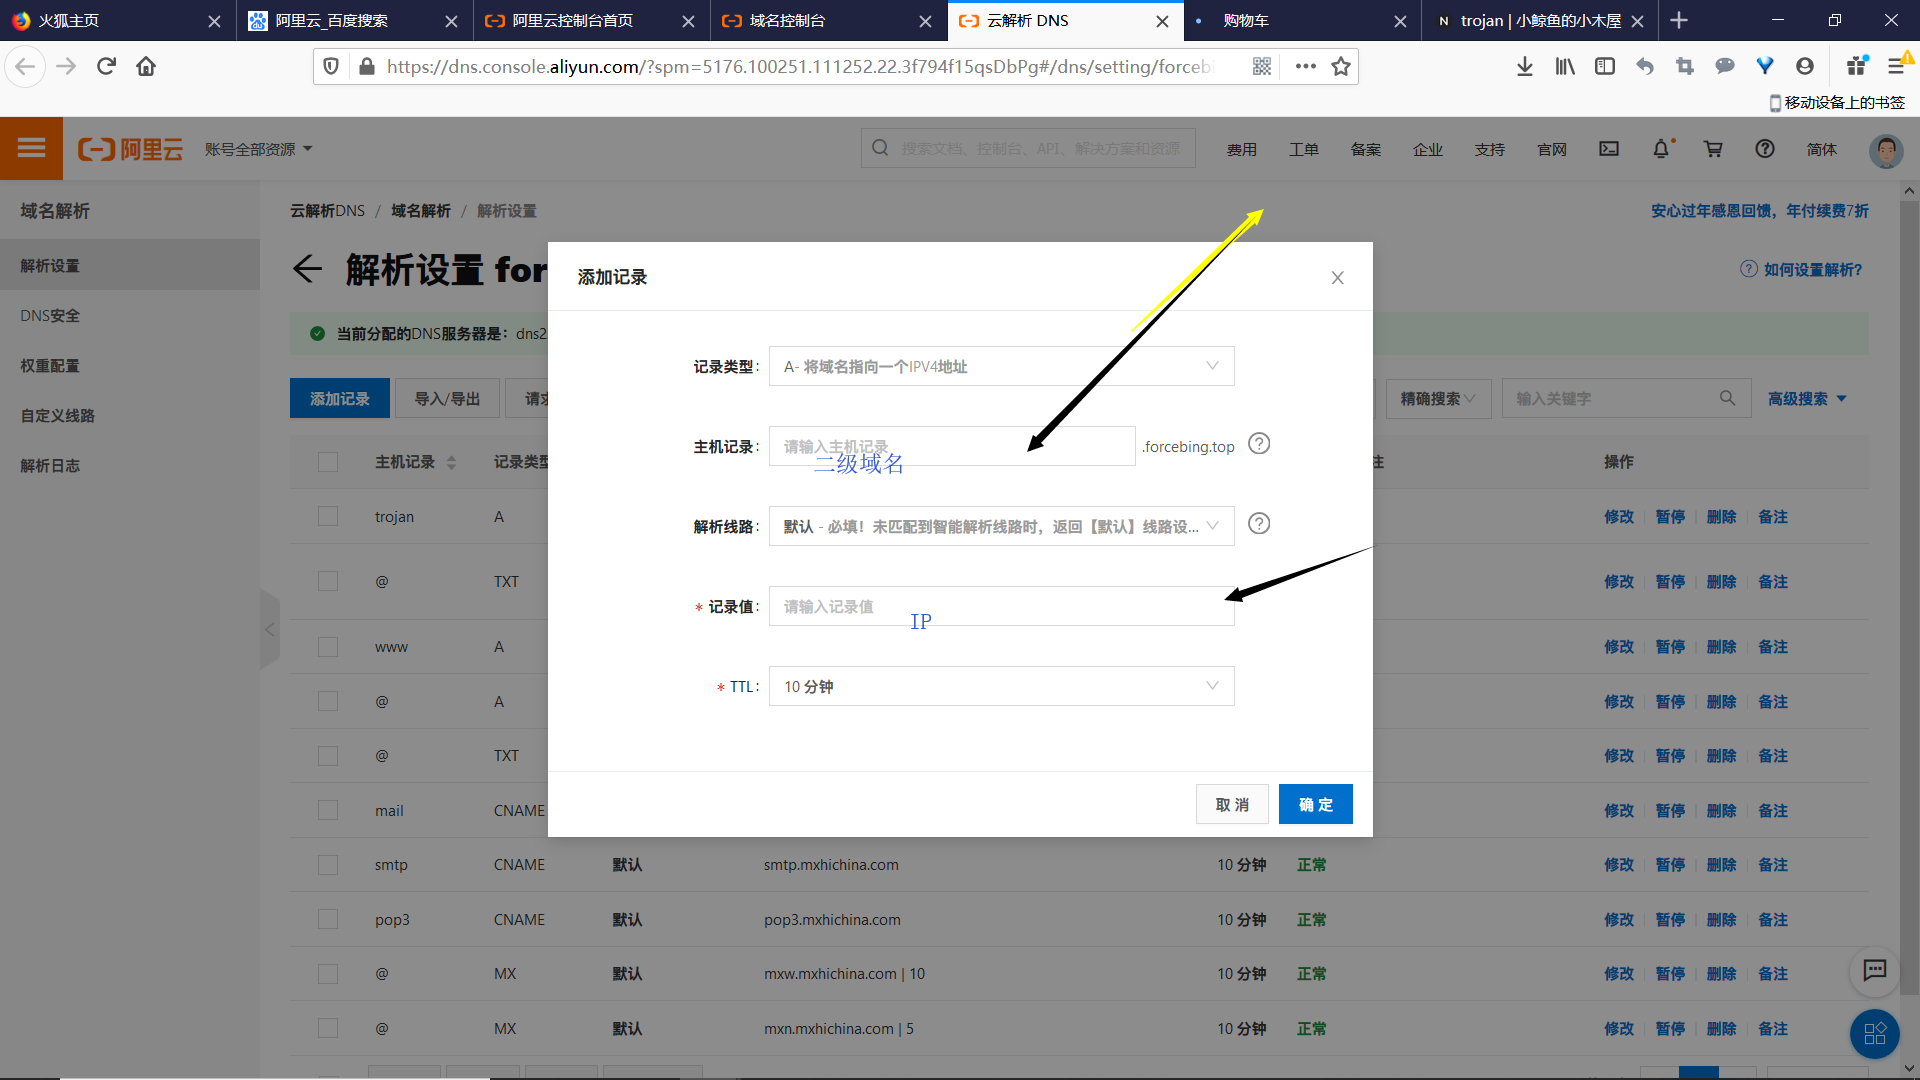 火狐主页
阿里云_百度搜索
阿里云控制台首页
域名控制台
云解析 DNS
购物车
trojan | 小鲸鱼的小木屋
https://dns.console.aliyun.com/?spm=5176.100251.111252.22.3f794f15qsDbPg#/dns/setting/forcebi
移动设备上的书签
阿里云
账号全部资源
搜索文档、控制台、API、解决方案和资源
费用
工单
备案
企业
支持
官网
简体
域名解析
解析设置
DNS安全
权重配置
自定义线路
解析日志
云解析DNS / 域名解析 / 解析设置
安心过年感恩回馈，年付续费7折
解析设置 for
如何设置解析?
当前分配的DNS服务器是： dns2
添加记录
导入/导出
请求
精确搜索
输入关键字
高级搜索
主机记录
记录类型
注
操作
trojan A 修改 暂停 删除 备注
@ TXT 修改 暂停 删除 备注
www A 修改 暂停 删除 备注
@ A 修改 暂停 删除 备注
@ TXT 修改 暂停 删除 备注
mail CNAME 修改 暂停 删除 备注
smtp CNAME 默认 smtp.mxhichina.com 10 分钟 正常 修改 暂停 删除 备注
pop3 CNAME 默认 pop3.mxhichina.com 10 分钟 正常 修改 暂停 删除 备注
@ MX 默认 mxw.mxhichina.com | 10 10 分钟 正常 修改 暂停 删除 备注
@ MX 默认 mxn.mxhichina.com | 5 10 分钟 正常 修改 暂停 删除 备注
添加记录
记录类型: A- 将域名指向一个IPV4地址
主机记录: 请输入主机记录 .forcebing.top
二级域名
解析线路: 默认 - 必填！未匹配到智能解析线路时，返回【默认】线路设...
* 记录值: 请输入记录值
IP
* TTL: 10 分钟
取 消
确 定